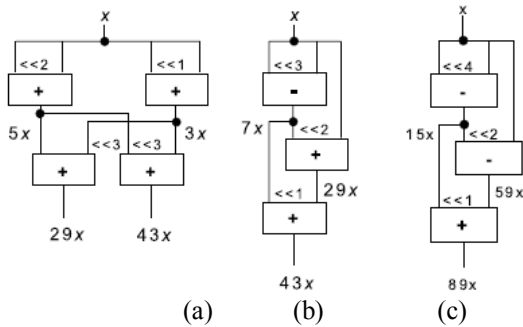 x
<<2
<<1
+
+
5x
3x
<<3
<<3
+
+
29x
43x
(a)
x
<<3
-
7x
<<2
+
29x
<<1
+
43x
(b)
x
<<4
-
15x
<<2
-
59x
<<1
+
89x
(c)